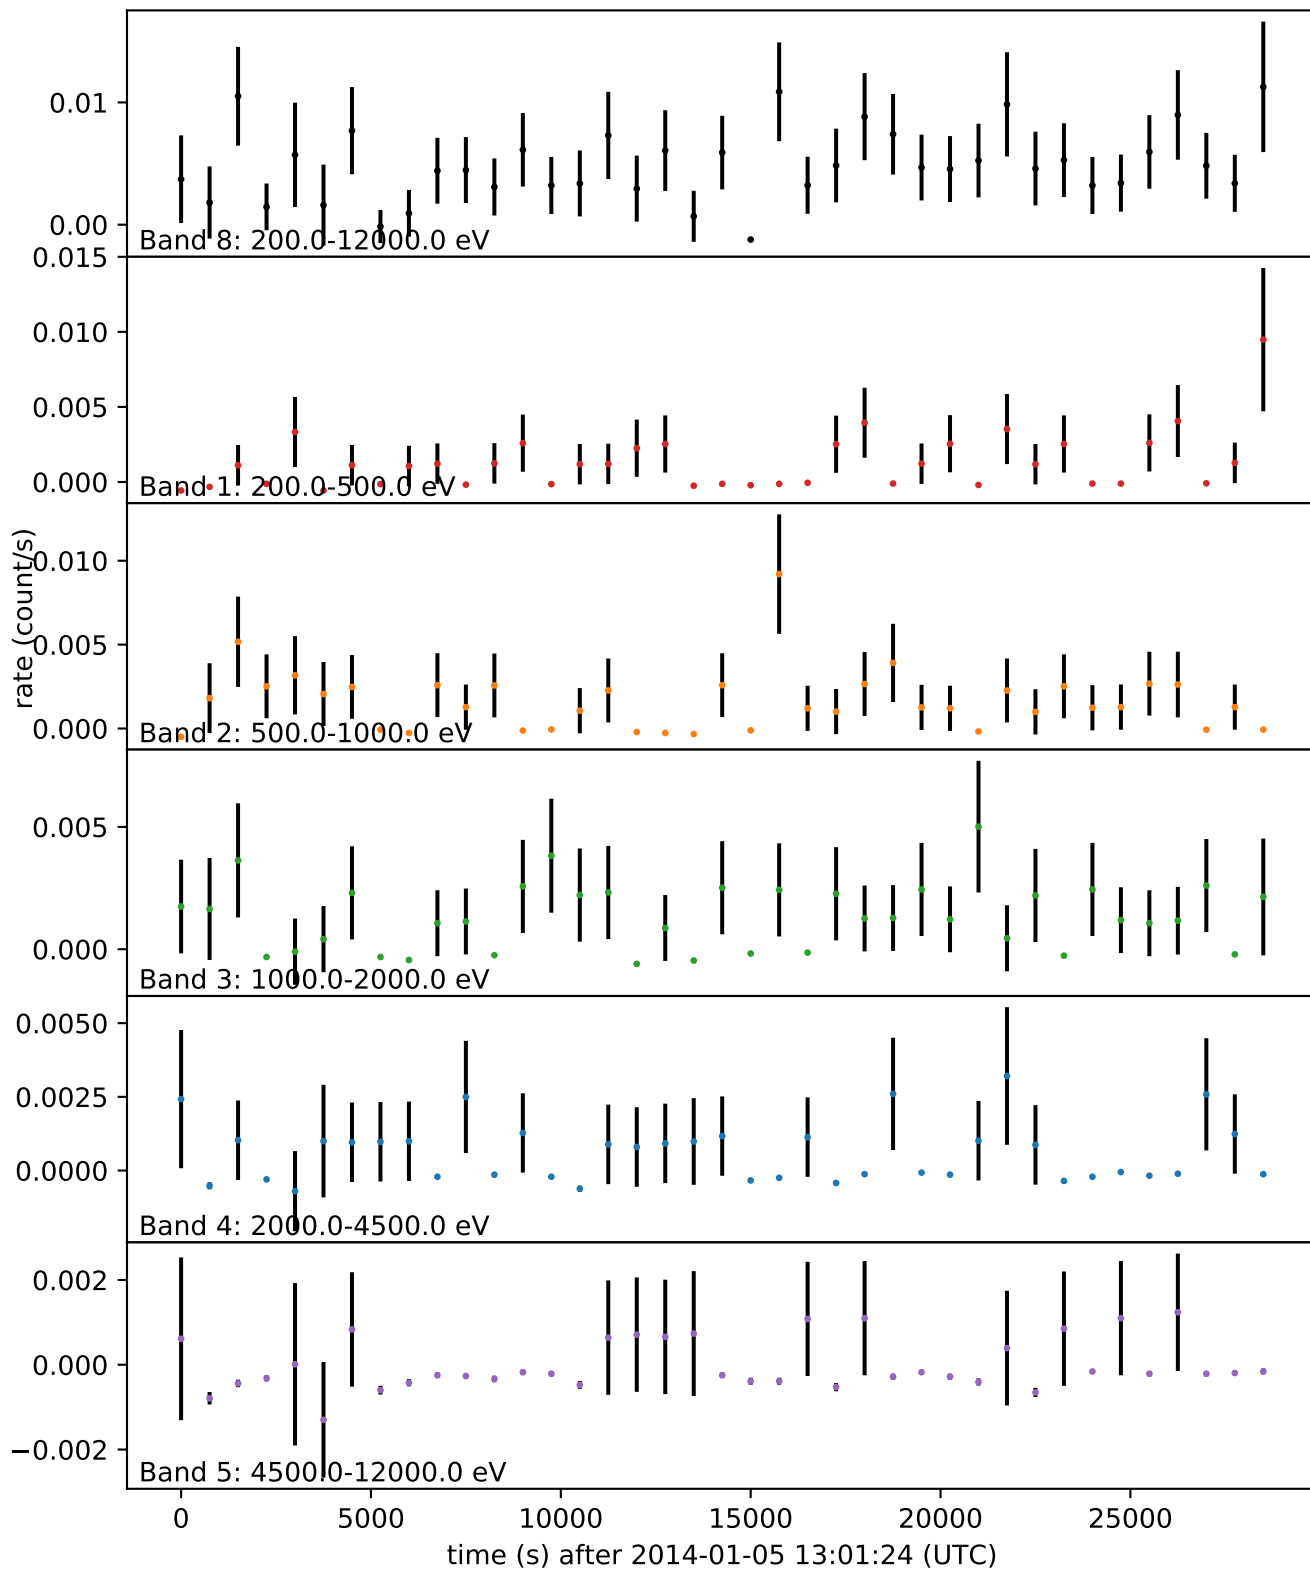 0.01
0.00
Band 8: 200.0-12000.0 eV
0.015
0.010
0.005
0.000
Band 1: 200.0-500.0 eV
rate (count/s)
0.010
0.005
0.000
Band 2: 500.0-1000.0 eV
0.005
0.000
Band 3: 1000.0-2000.0 eV
0.0050
0.0025
0.0000
Band 4: 2000.0-4500.0 eV
0.002
0.000
−0.002
Band 5: 4500.0-12000.0 eV
0 5000 10000 15000 20000 25000
time (s) after 2014-01-05 13:01:24 (UTC)